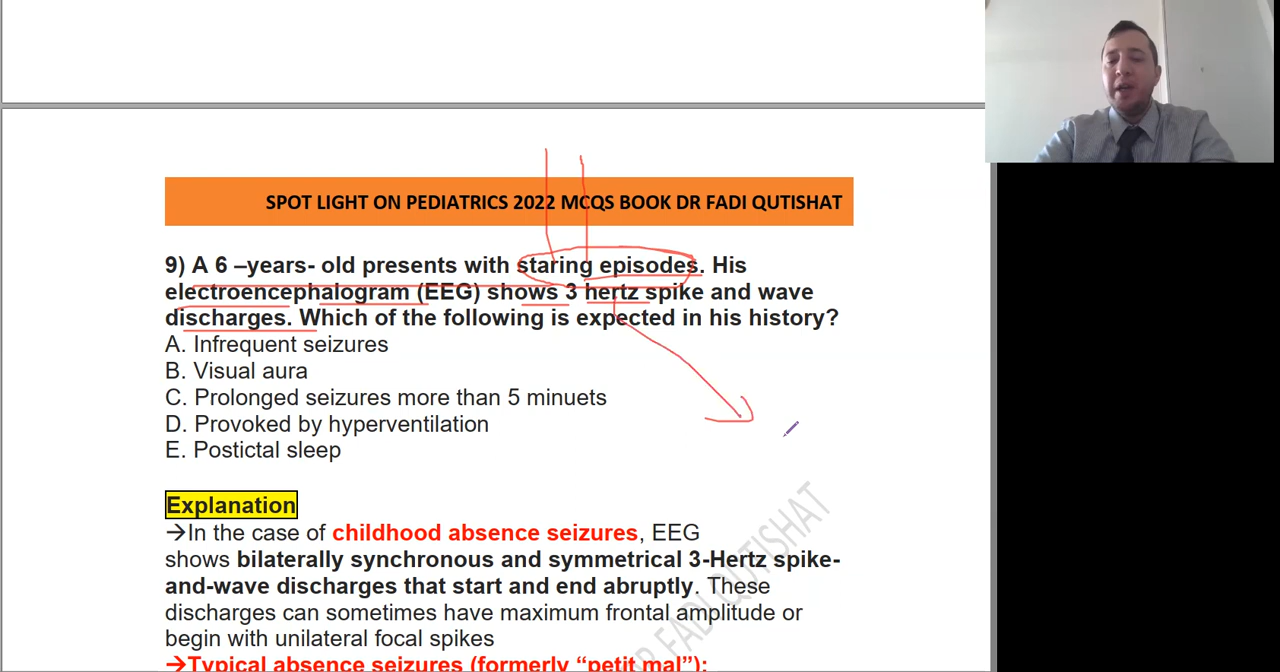 SPOT LIGHT ON PEDIATRICS 2022 MCQS BOOK DR FADI QUTISHAT
9) A 6 –years- old presents with staring episodes. His
electroencephalogram (EEG) shows 3 hertz spike and wave
discharges. Which of the following is expected in his history?
A. Infrequent seizures
B. Visual aura
C. Prolonged seizures more than 5 minuets
D. Provoked by hyperventilation
E. Postictal sleep
Explanation
→In the case of childhood absence seizures, EEG
shows bilaterally synchronous and symmetrical 3-Hertz spike-
and-wave discharges that start and end abruptly. These
discharges can sometimes have maximum frontal amplitude or
begin with unilateral focal spikes
→Typical absence seizures (formerly “petit mal”):
DR FADI QUTISHAT